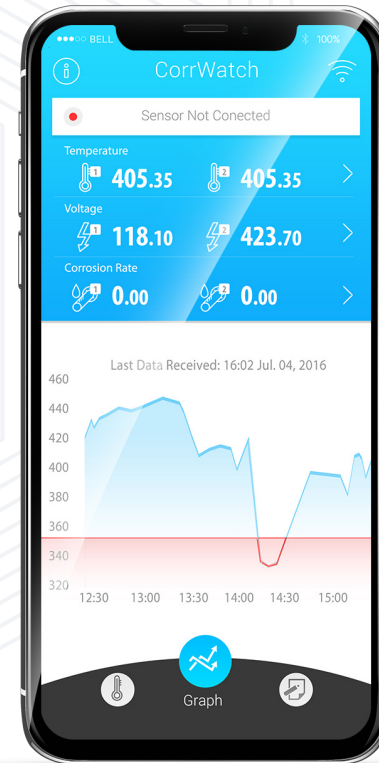 BELL 100%
CorrWatch
Sensor Not Conected
Temperature
1 405.35 2 405.35
Voltage
1 118.10 2 423.70
Corrosion Rate
1 0.00 2 0.00
Last Data Received: 16:02 Jul. 04, 2016
460
440
420
400
380
360
340
320
12:30 13:00 13:30 14:00 14:30 15:00
Graph